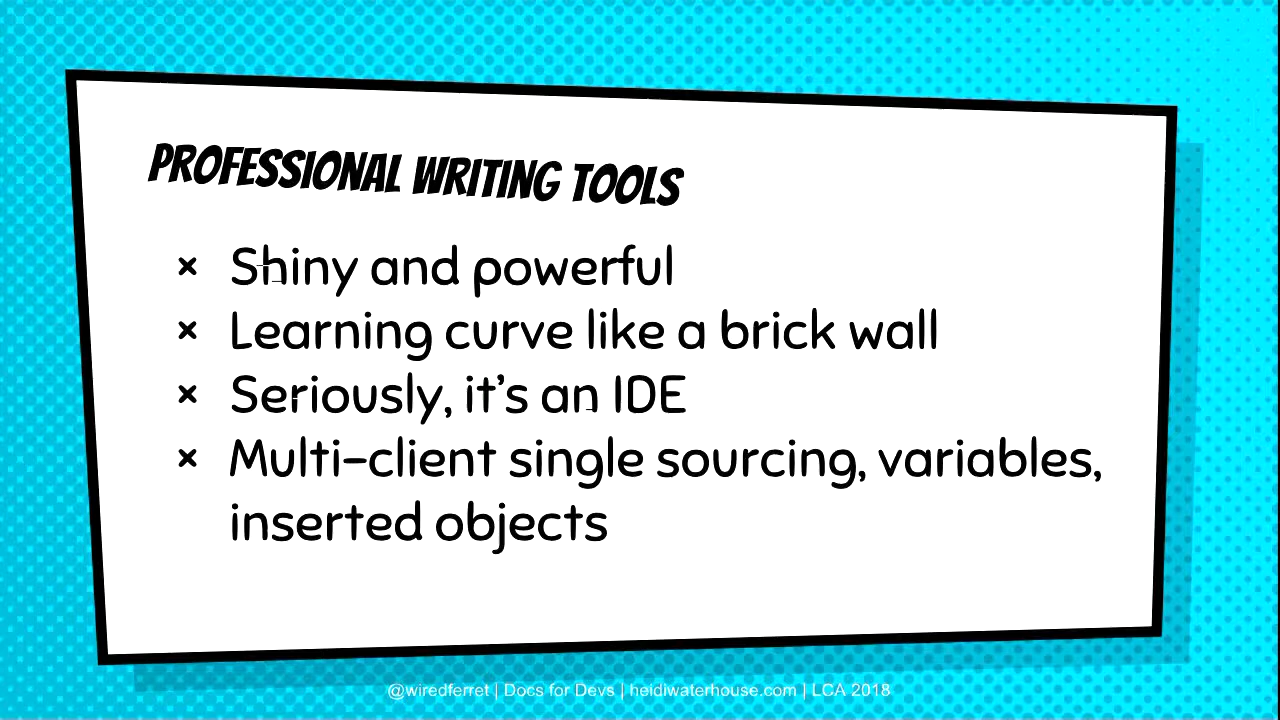 PROFESSIONAL WRITING TOOLS
× Shiny and powerful
× Learning curve like a brick wall
× Seriously, it's an IDE
× Multi-client single sourcing, variables,
inserted objects
@wiredferret | Docs for Devs | heidiwaterhouse.com | LCA 2018